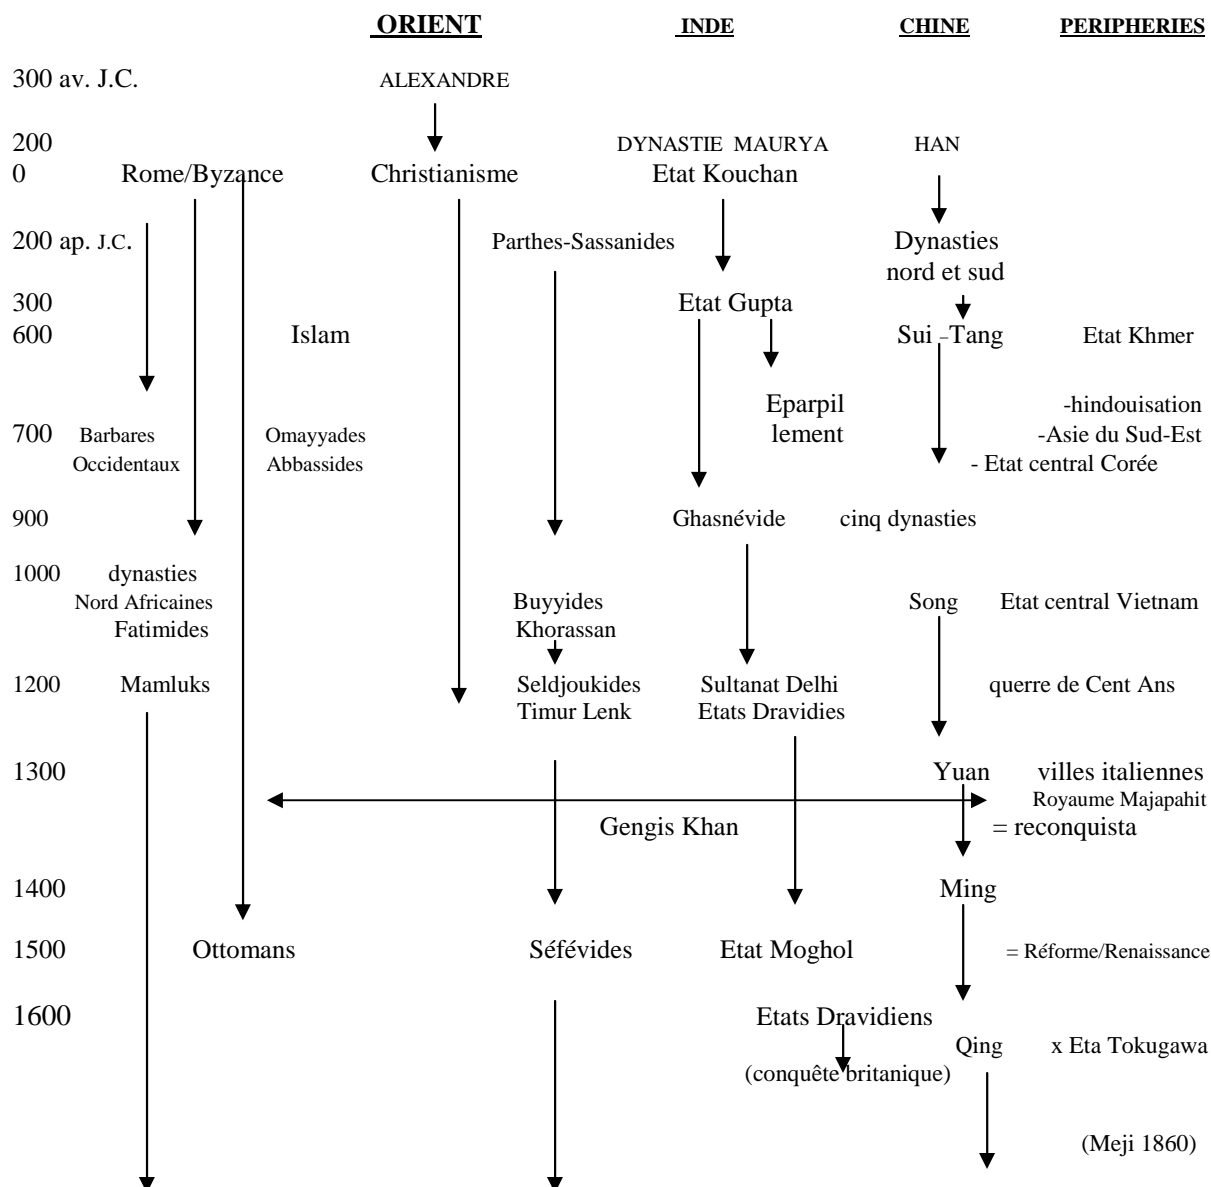 ORIENT INDE CHINE PERIPHERIES
300 av. J.C. ALEXANDRE
200 DYNASTIE MAURYA HAN
0 Rome/Byzance Christianisme Etat Kouchan
200 ap. J.C. Parthes-Sassanides Dynasties
nord et sud
300 Etat Gupta
600 Islam Sui –Tang Etat Khmer
Eparpil -hindouisation
700 Barbares Omayyades lement -Asie du Sud-Est
Occidentaux Abbassides - Etat central Corée
900 Ghasnévide cinq dynasties
1000 dynasties
Nord Africaines Buyyides Song Etat central Vietnam
Fatimides Khorassan
1200 Mamluks Seldjoukides Sultanat Delhi querre de Cent Ans
Timur Lenk Etats Dravidies
1300 Yuan villes italiennes
Royaume Majapahit
Gengis Khan = reconquista
1400 Ming
1500 Ottomans Séfévides Etat Moghol = Réforme/Renaissance
1600 Etats Dravidiens
Qing x Eta Tokugawa
(conquête britanique)
(Meji 1860)